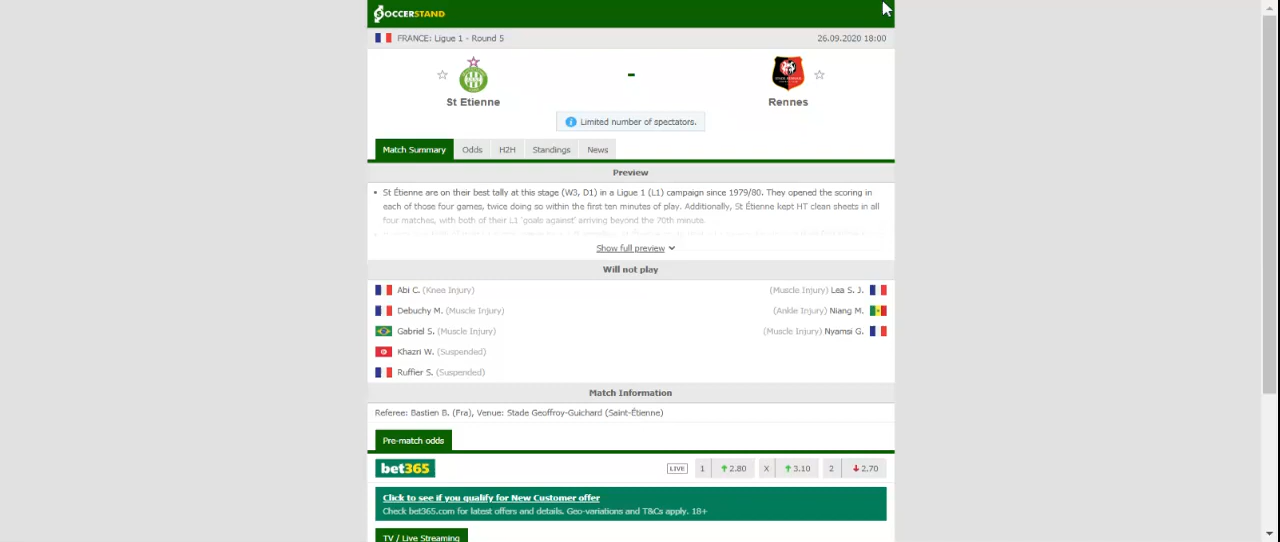 SOCCERSTAND
FRANCE: Ligue 1 - Round 5 26.09.2020 18:00
-
St Etienne Rennes
Limited number of spectators.
Match Summary Odds H2H Standings News
Preview
St Étienne are on their best tally at this stage (W3, D1) in a Ligue 1 (L1) campaign since 1979/80. They opened the scoring in
each of those four games, twice doing so within the first ten minutes of play. Additionally, St Étienne kept HT clean sheets in all
four matches, with both of their L1 'goals against' arriving beyond the 70th minute.
Show full preview
Will not play
Abi C. (Knee Injury) (Muscle Injury) Lea S. J.
Debuchy M. (Muscle Injury) (Ankle Injury) Niang M.
Gabriel S. (Muscle Injury) (Muscle Injury) Nyamsi G.
Khazri W. (Suspended)
Ruffier S. (Suspended)
Match Information
Referee: Bastien B. (Fra), Venue: Stade Geoffroy-Guichard (Saint-Étienne)
Pre-match odds
bet365 LIVE 1 2.80 X 3.10 2 2.70
Click to see if you qualify for New Customer offer
Check bet365.com for latest offers and details. Geo-variations and T&Cs apply. 18+
TV / Live Streaming